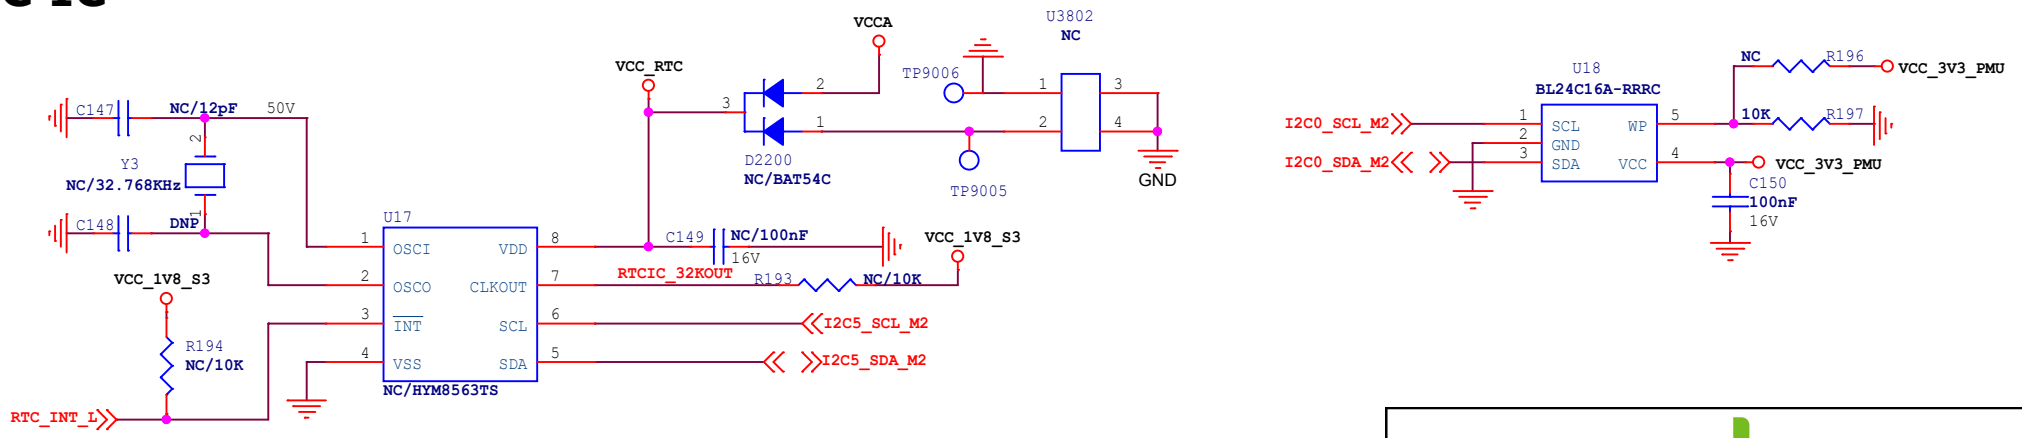 C IC
VCC_RTC
VCCA
U3802
NC
TP9006
1
2
3
4
GND
TP9005
3
2
1
D2200
NC/BAT54C
C147
NC/12pF
50V
2
Y3
NC/32.768KHz
1
C148
DNP
VCC_1V8_S3
R194
NC/10K
RTC_INT_L
U17
1 OSCI
2 OSCO
3 INT
4 VSS
VDD 8
CLKOUT 7
SCL 6
SDA 5
NC/HYM8563TS
C149
NC/100nF
16V
RTCIC_32KOUT
R193
NC/10K
VCC_1V8_S3
I2C5_SCL_M2
I2C5_SDA_M2
U18
BL24C16A-RRRC
I2C0_SCL_M2
I2C0_SDA_M2
1 SCL
2 GND
3 SDA
WP 5
VCC 4
NC
R196
VCC_3V3_PMU
10K
R197
VCC_3V3_PMU
C150
100nF
16V